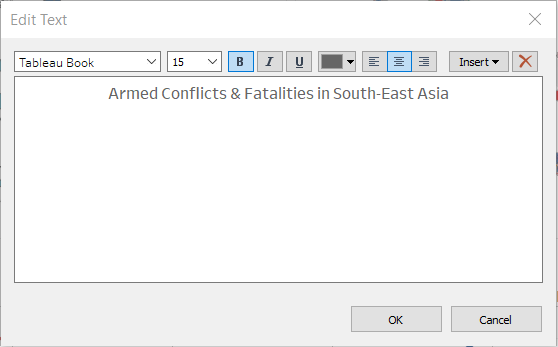 Edit Text
Tableau Book 15 B I U Insert
Armed Conflicts & Fatalities in South-East Asia
OK Cancel